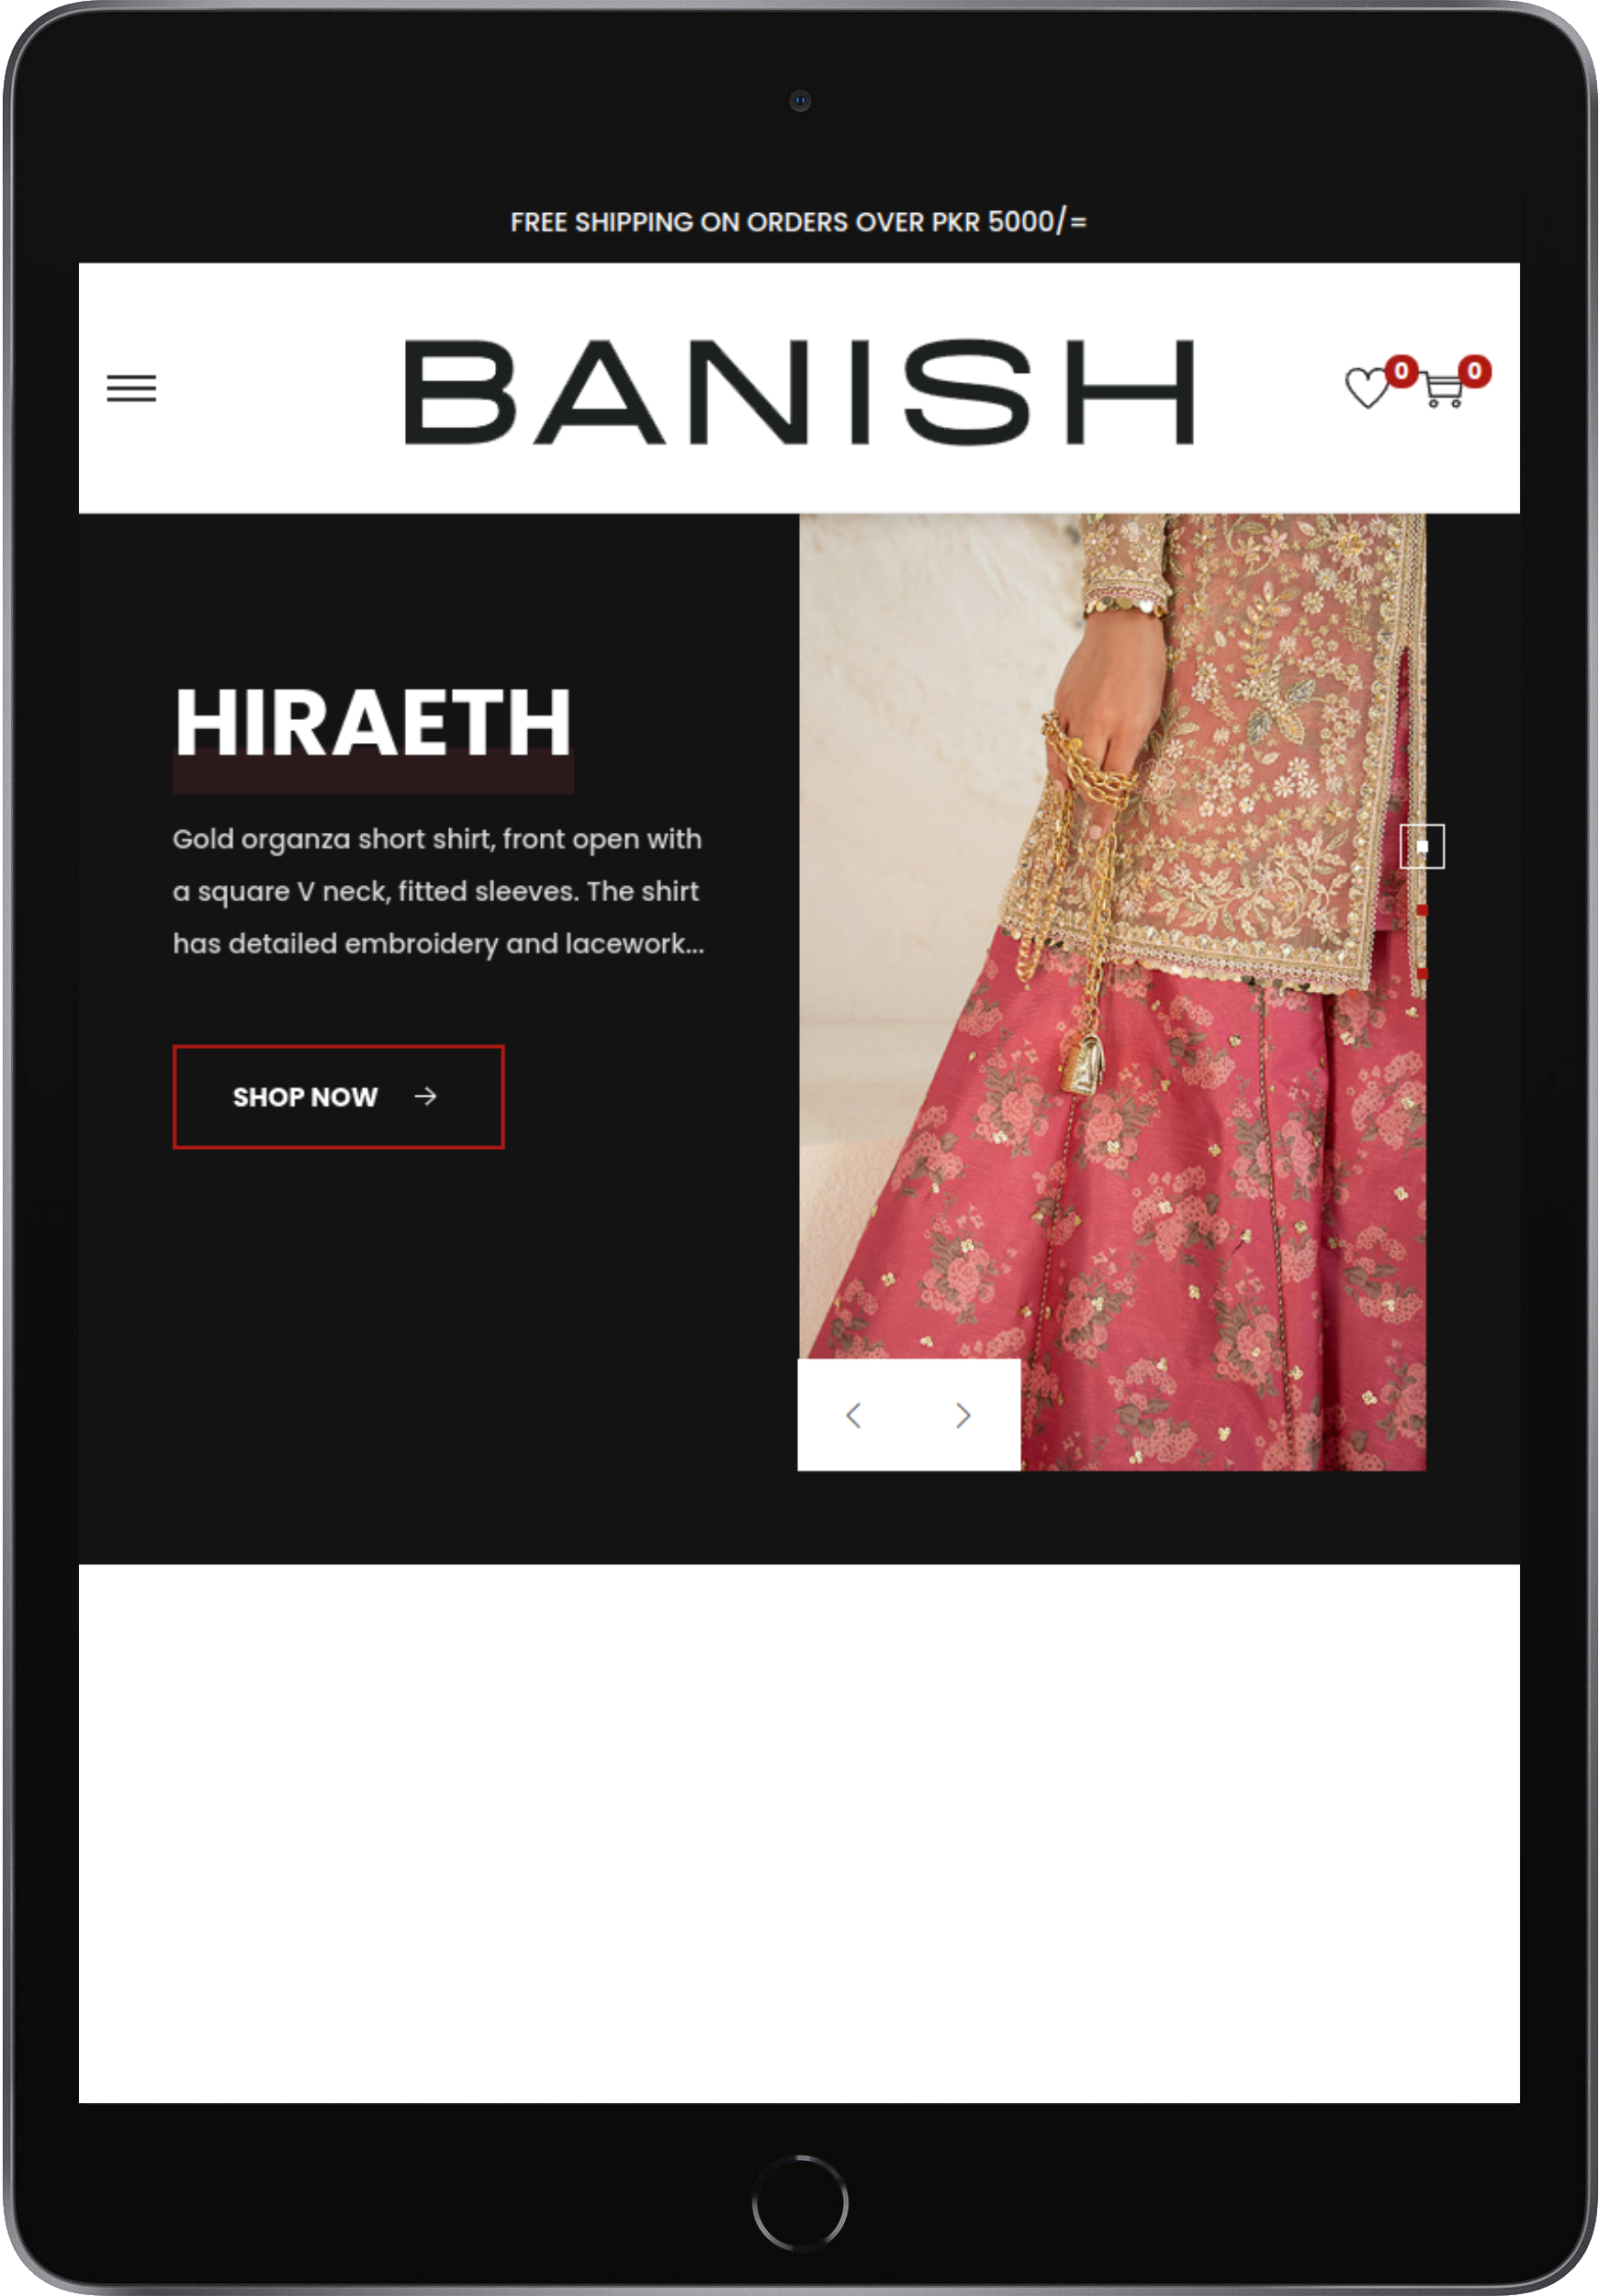 FREE SHIPPING ON ORDERS OVER PKR 5000/=
BANISH
0
0
HIRAETH
Gold organza short shirt, front open with
a square V neck, fitted sleeves. The shirt
has detailed embroidery and lacework...
SHOP NOW